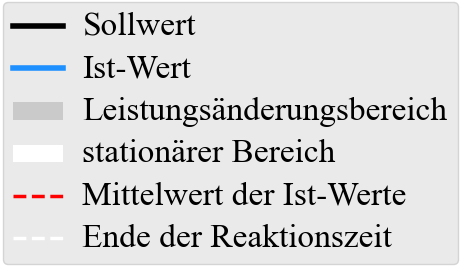 Sollwert
Ist-Wert
Leistungsänderungsbereich
stationärer Bereich
Mittelwert der Ist-Werte
Ende der Reaktionszeit